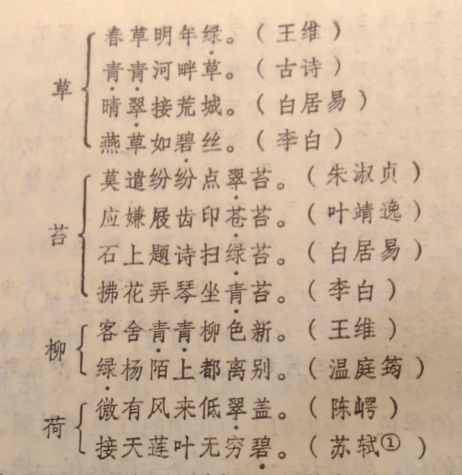 草
春草明年绿。（王维）
青青河畔草。（古诗）
晴翠接荒城。（白居易）
燕草如碧丝。（李白）
苔
莫遣纷纷点翠苔。（朱淑贞）
应嫌屐齿印苍苔。（叶靖逸）
石上题诗扫绿苔。（白居易）
拂花弄琴坐青苔。（李白）
柳
客舍青青柳色新。（王维）
绿杨陌上都离别。（温庭筠）
荷
微有风来低翠盖。（陈崿）
接天莲叶无穷碧。（苏轼①）